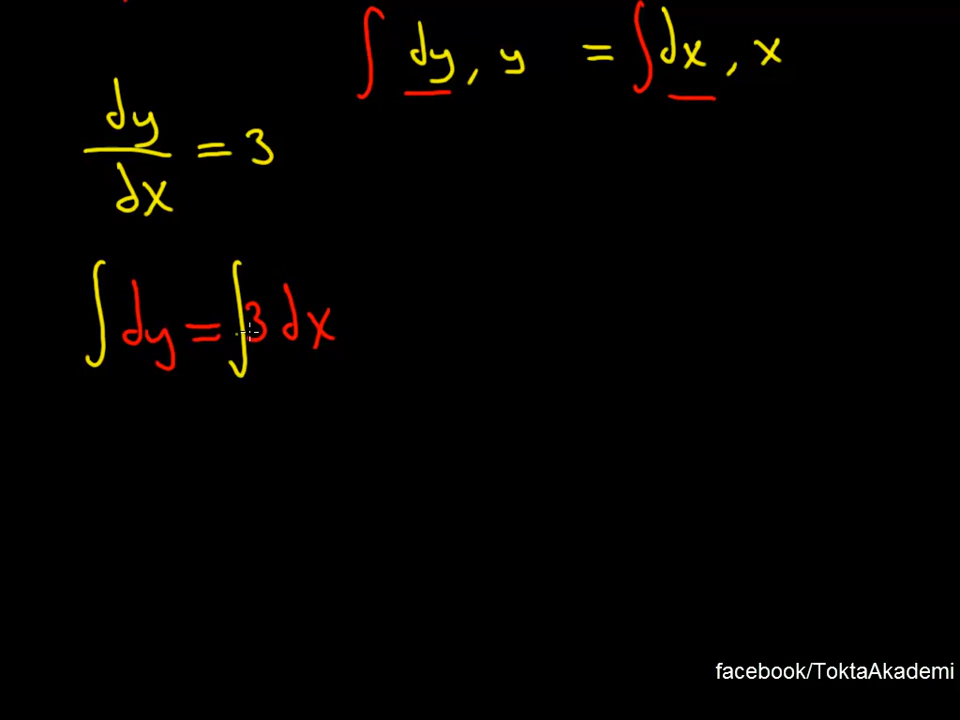 ∫ dy, y = ∫ dx, x
dy/dx = 3
∫ dy = ∫ 3 dx
facebook/ToktaAkademi